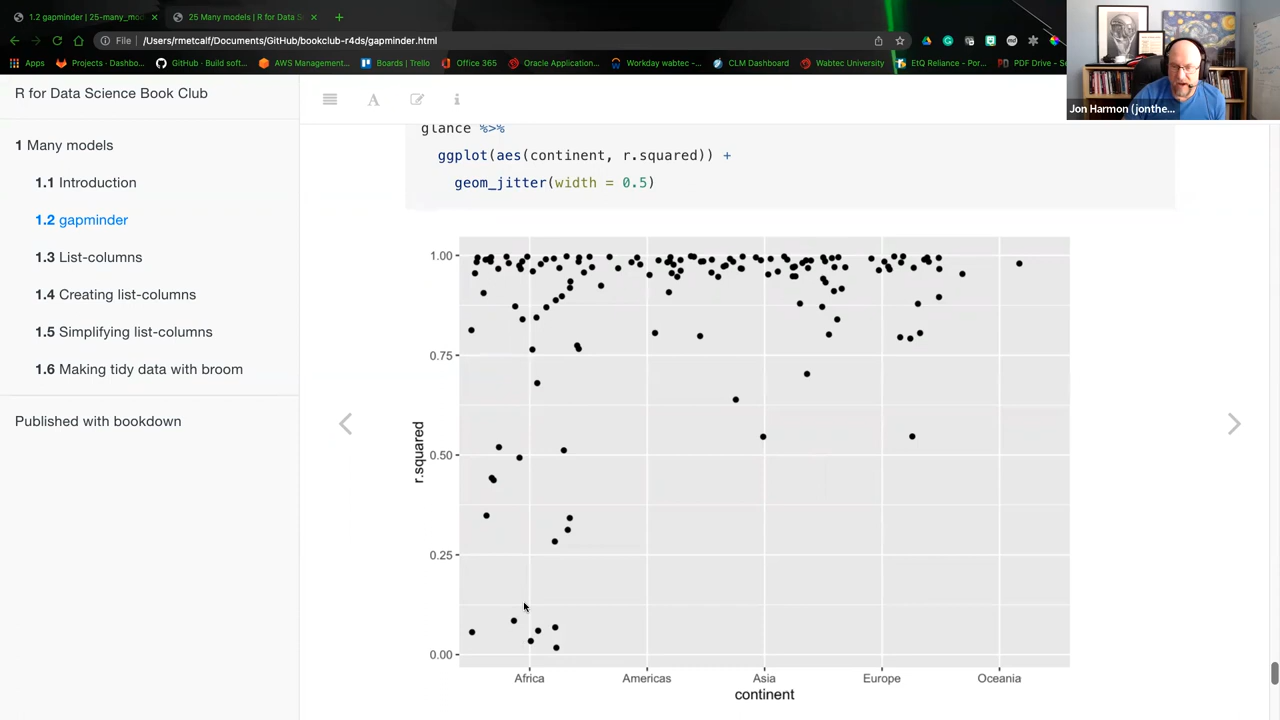 1.2 gapminder | 25-many_mod
25 Many models | R for Data S
File | /Users/rmetcalf/Documents/GitHub/bookclub-r4ds/gapminder.html
Apps Projects - Dashbo... GitHub · Build soft... AWS Management... Boards | Trello Office 365 Oracle Application... Workday wabtec -... CLM Dashboard Wabtec University EtQ Reliance - Por... PDF Drive - Se
Jon Harmon (jonthe...
R for Data Science Book Club
1 Many models
1.1 Introduction
1.2 gapminder
1.3 List-columns
1.4 Creating list-columns
1.5 Simplifying list-columns
1.6 Making tidy data with broom
Published with bookdown
glance %>%
ggplot(aes(continent, r.squared)) +
geom_jitter(width = 0.5)
1.00
0.75
0.50
0.25
0.00
r.squared
Africa Americas Asia Europe Oceania
continent